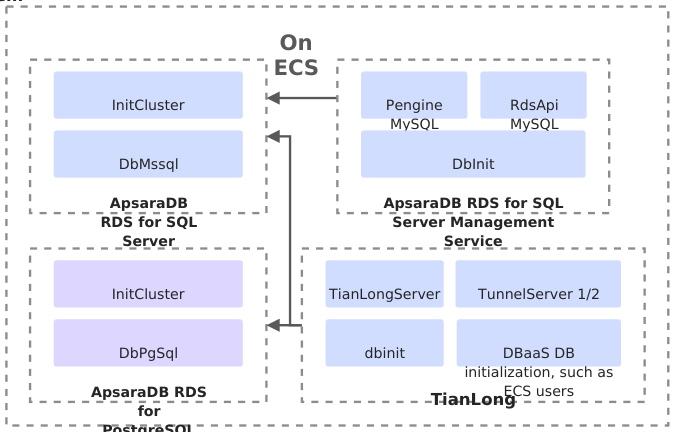 On
ECS
InitCluster
DbMssql
ApsaraDB
RDS for SQL
Server
Pengine
MySQL
RdsApi
MySQL
DbInit
ApsaraDB RDS for SQL
Server Management
Service
InitCluster
DbPgSql
ApsaraDB RDS
for
PostgreSQL
TianLongServer
TunnelServer 1/2
dbinit
DBaaS DB
initialization, such as
ECS users
TianLong